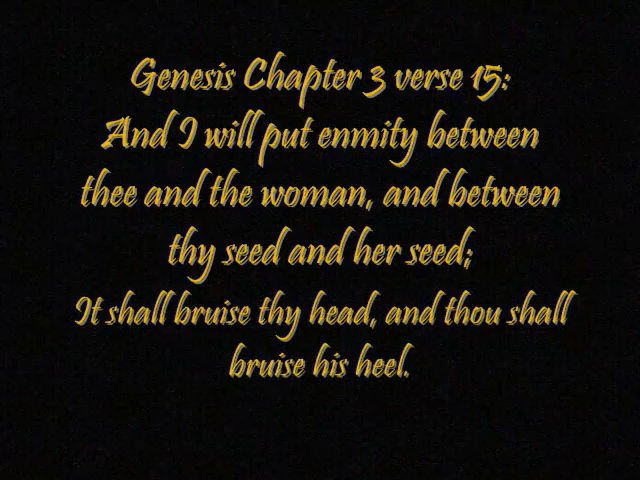 Genesis Chapter 3 verse 15:
And I will put enmity between
thee and the woman, and between
thy seed and her seed;
It shall bruise thy head, and thou shall
bruise his heel.